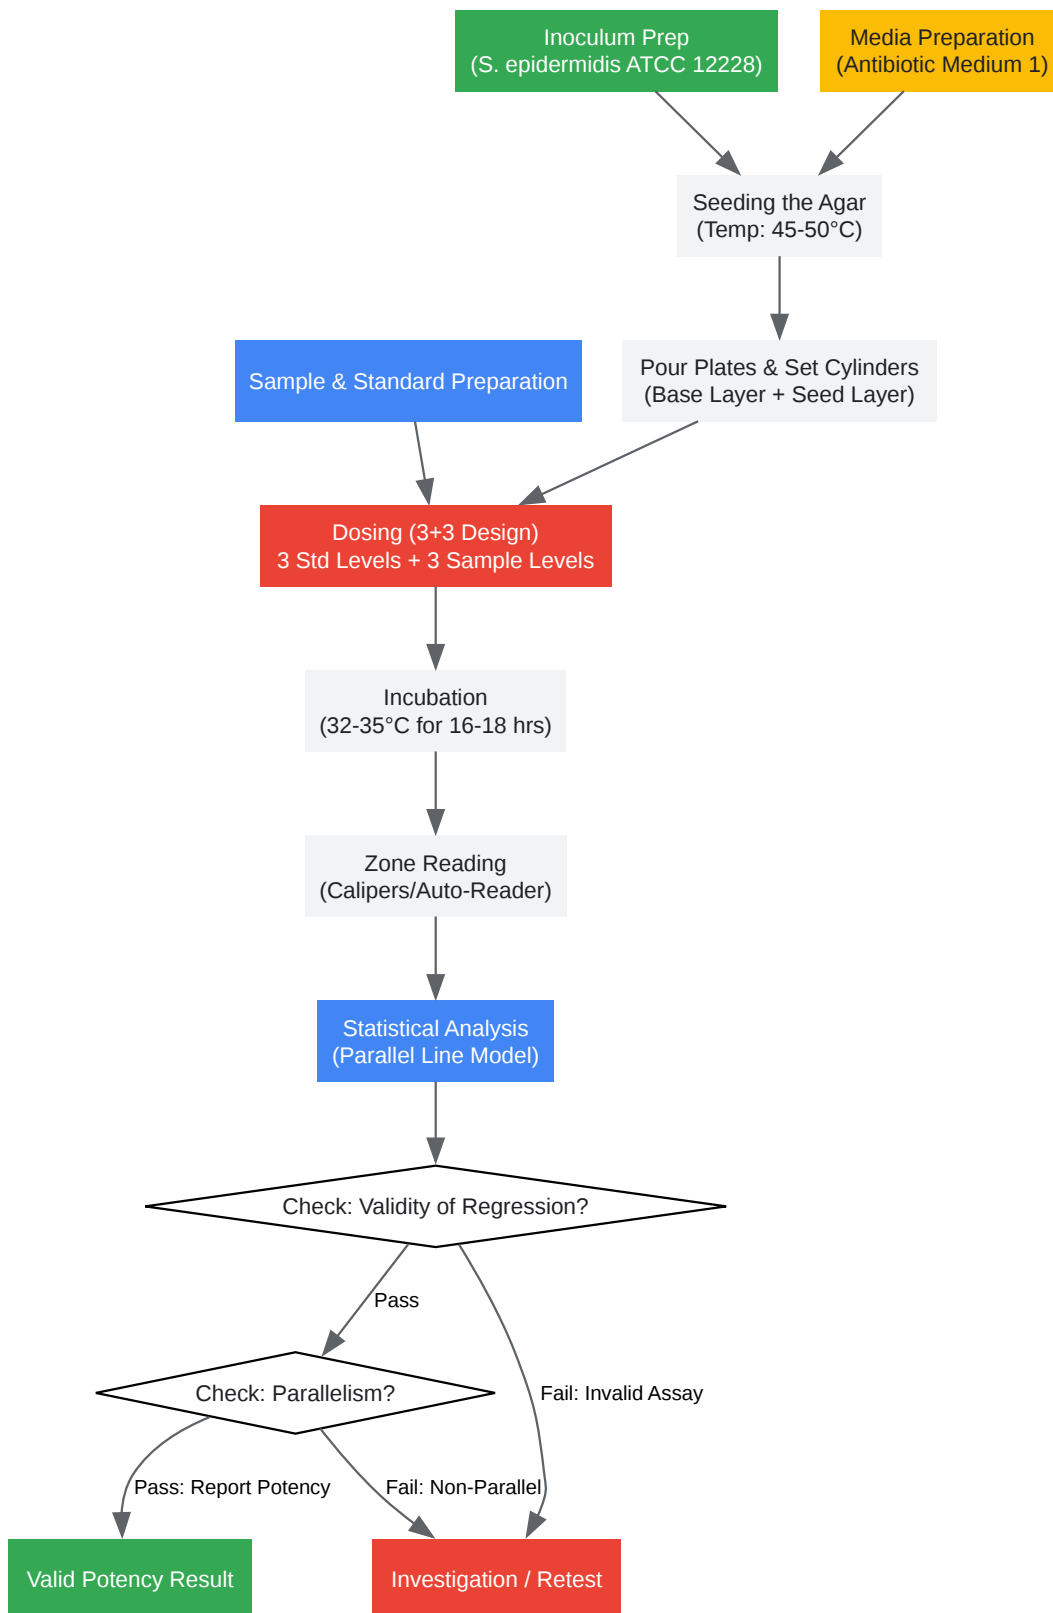 Inoculum Prep
(S. epidermidis ATCC 12228)
Media Preparation
(Antibiotic Medium 1)
Seeding the Agar
(Temp: 45-50°C)
Sample & Standard Preparation
Pour Plates & Set Cylinders
(Base Layer + Seed Layer)
Dosing (3+3 Design)
3 Std Levels + 3 Sample Levels
Incubation
(32-35°C for 16-18 hrs)
Zone Reading
(Calipers/Auto-Reader)
Statistical Analysis
(Parallel Line Model)
Check: Validity of Regression?
Pass
Check: Parallelism?
Fail: Invalid Assay
Pass: Report Potency
Fail: Non-Parallel
Valid Potency Result
Investigation / Retest